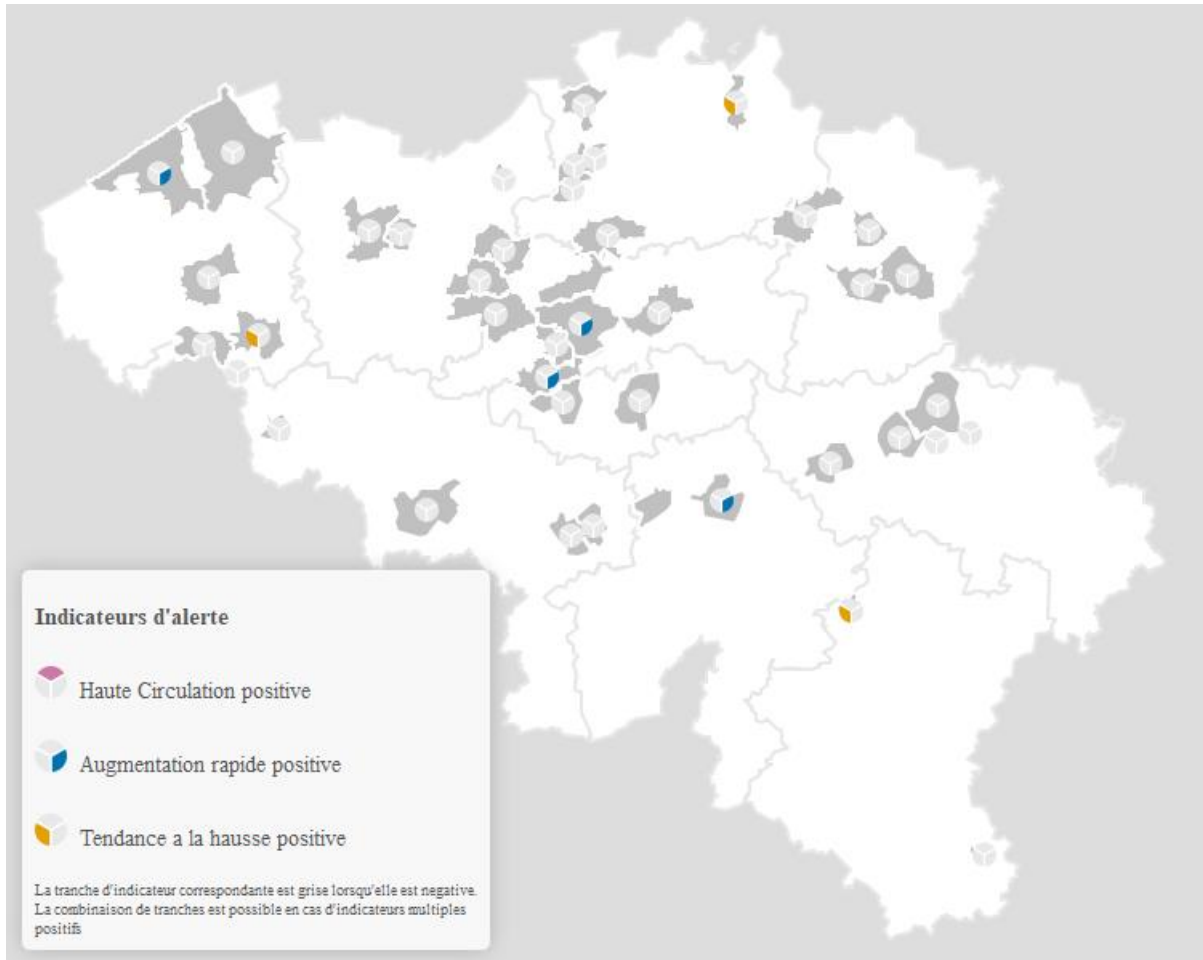 Indicateurs d'alerte
Haute Circulation positive
Augmentation rapide positive
Tendance a la hausse positive
La tranche d'indicateur correspondante est grise lorsqu'elle est negative.
La combinaison de tranches est possible en cas d'indicateurs multiples
positifs